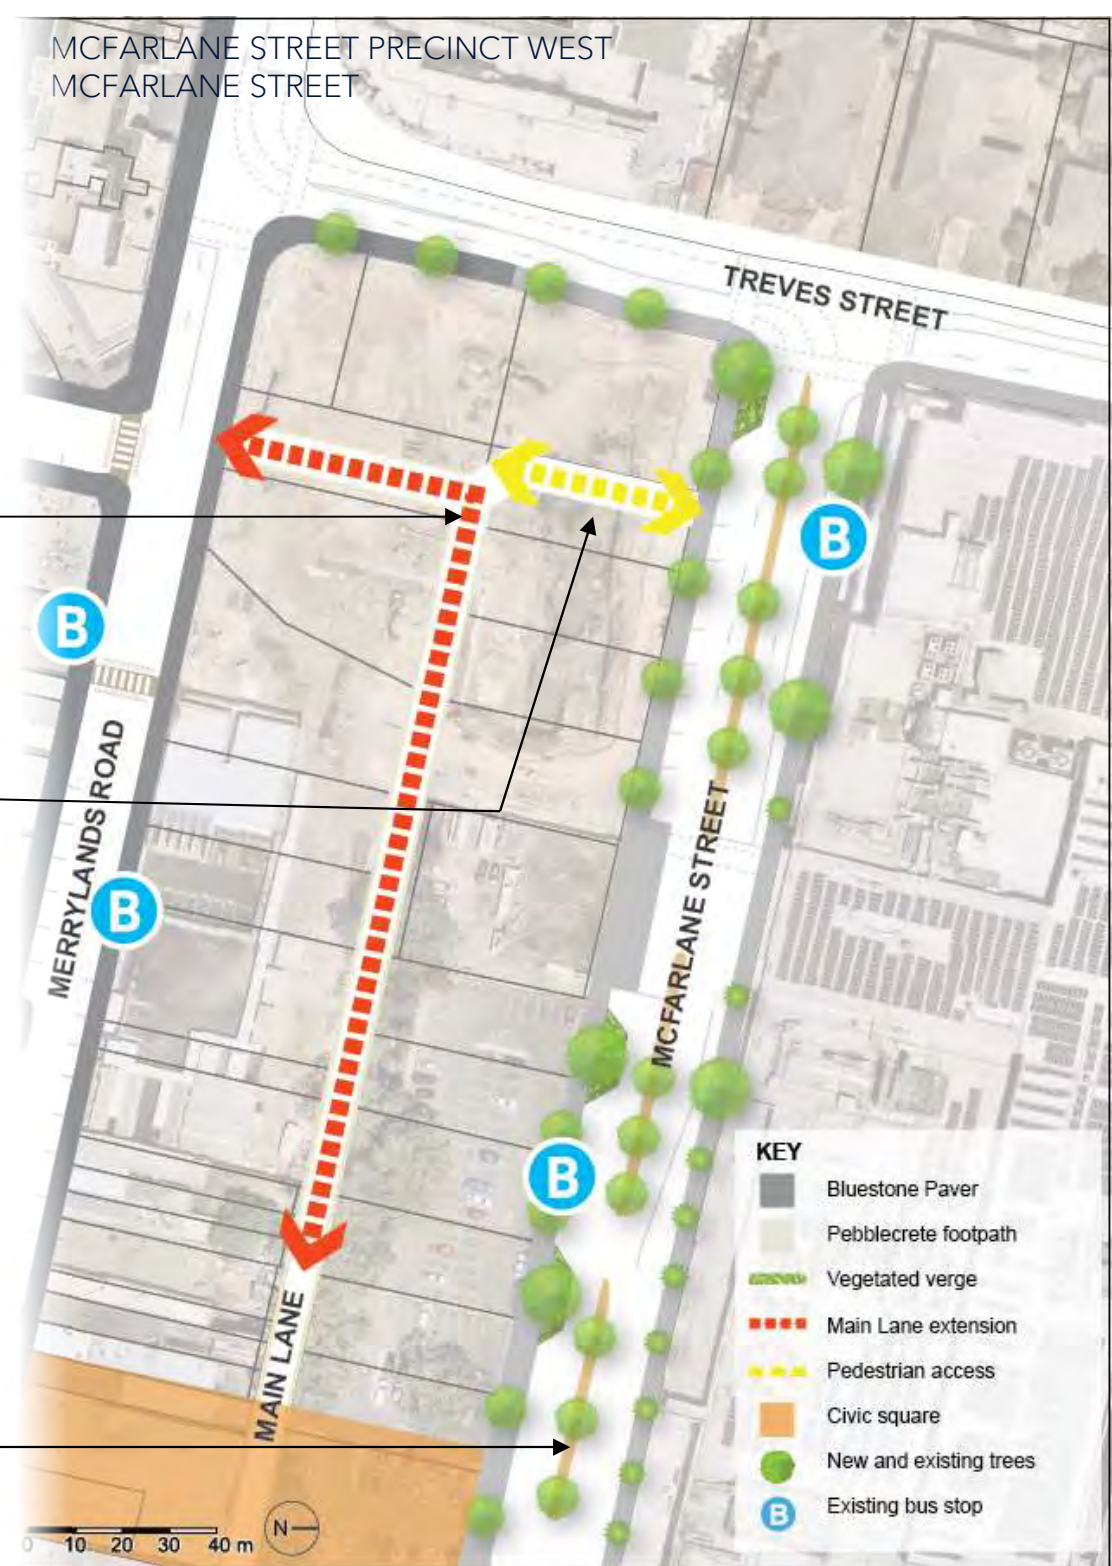 MCFARLANE STREET PRECINCT WEST
MCFARLANE STREET
TREVES STREET
B
B
MERRYLANDS ROAD
B
MCFARLANE STREET
B
MAIN LANE
KEY
Bluestone Paver
Pebblecrete footpath
Vegetated verge
Main Lane extension
Pedestrian access
Civic square
New and existing trees
B Existing bus stop
N
0 10 20 30 40 m